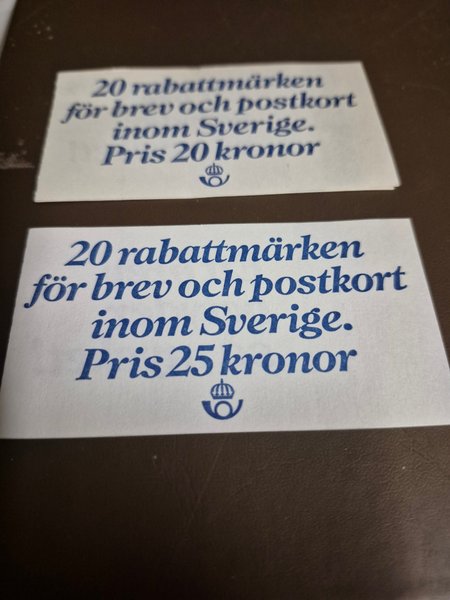 20 rabattmärken
för brev och postkort
inom Sverige.
Pris 20 kronor
20 rabattmärken
för brev och postkort
inom Sverige.
Pris 25 kronor